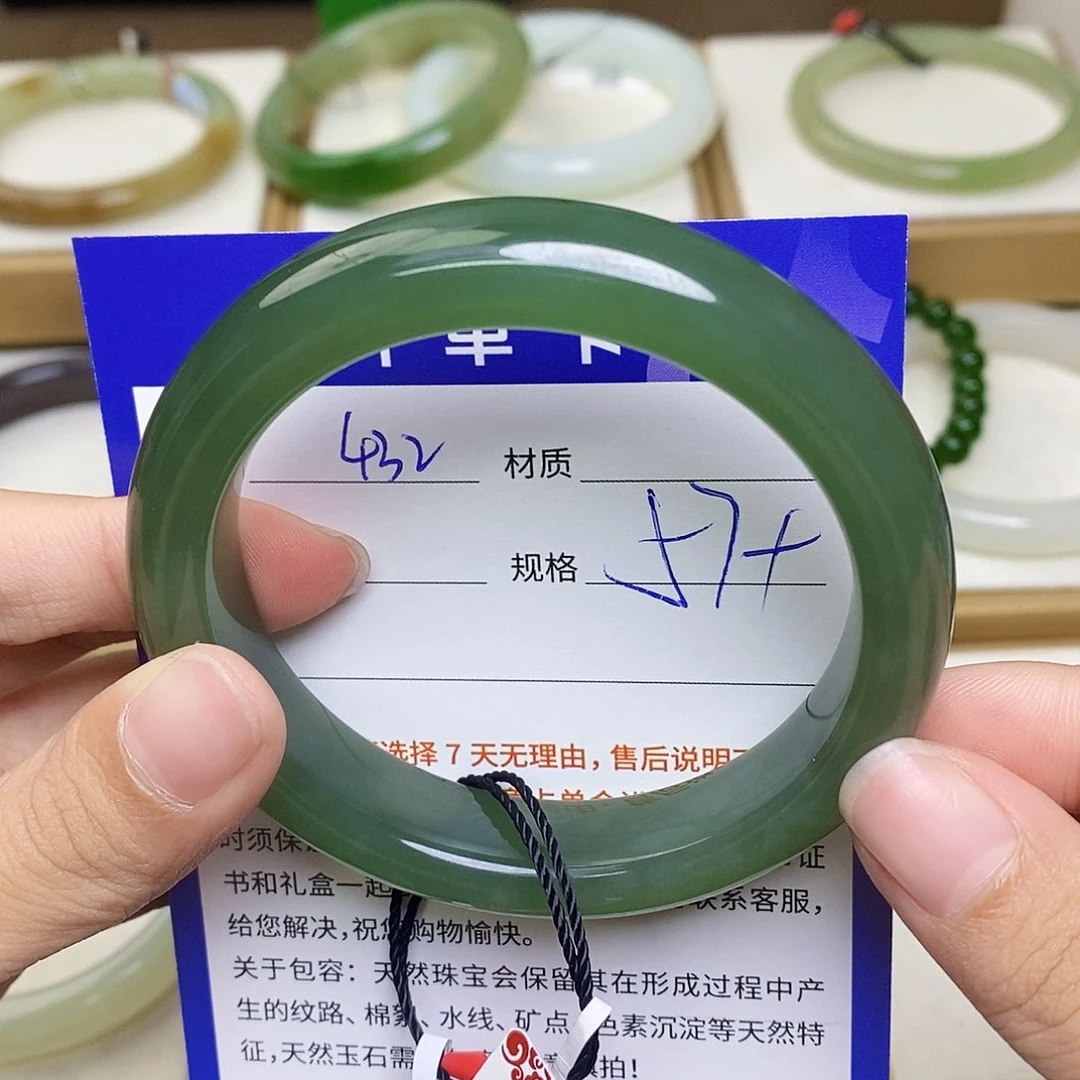 单卡
432 材质
规格 57+
选择 7 天无理由，售后说明
时须保 证
书和礼盒一起 联系客服，
给您解决，祝您购物愉快。
关于包容：天然珠宝会保留其在形成过程中产
生的纹路、棉絮、水线、矿点、色素沉淀等天然特
征，天然玉石需 拍！